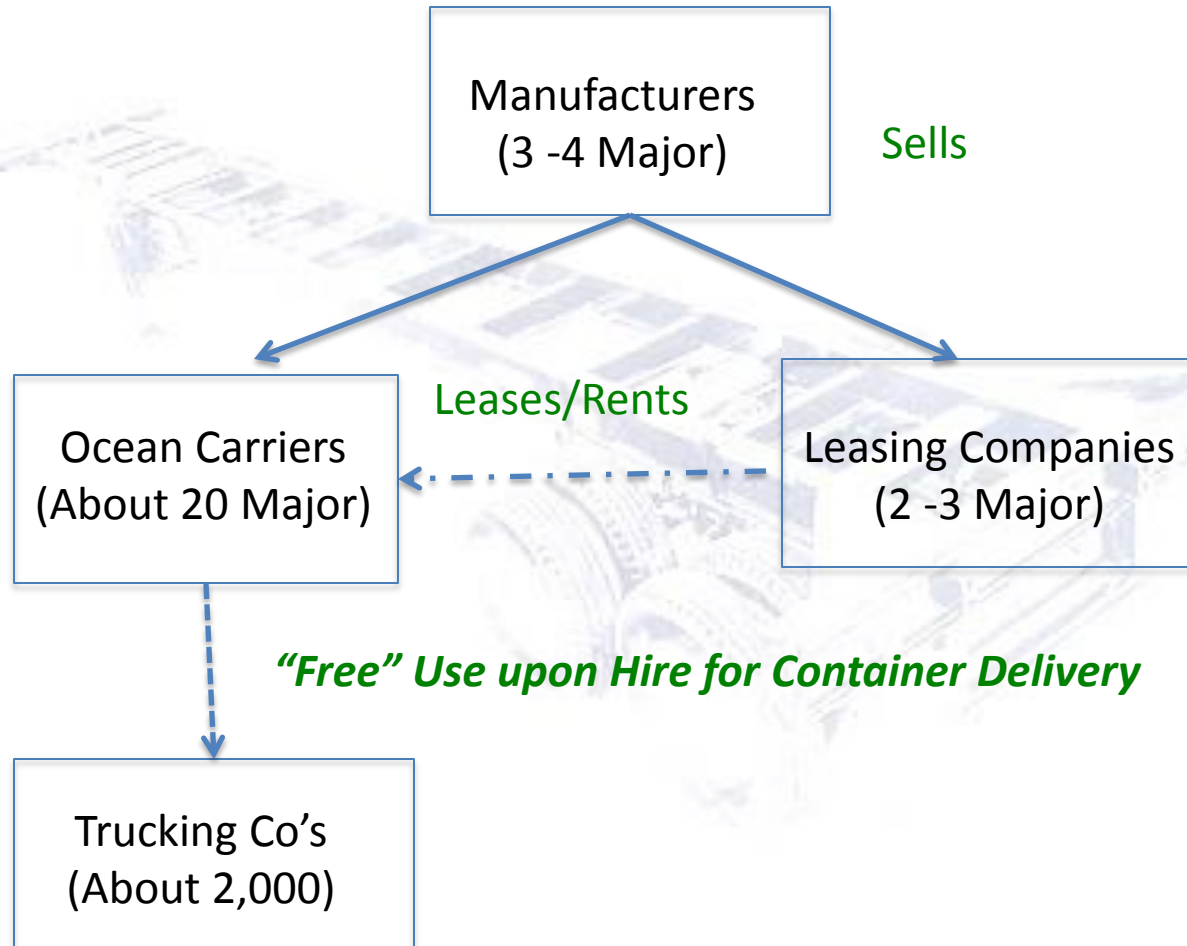 Manufacturers
(3 -4 Major)
Sells
Leases/Rents
Ocean Carriers
(About 20 Major)
Leasing Companies
(2 -3 Major)
“Free” Use upon Hire for Container Delivery
Trucking Co’s
(About 2,000)